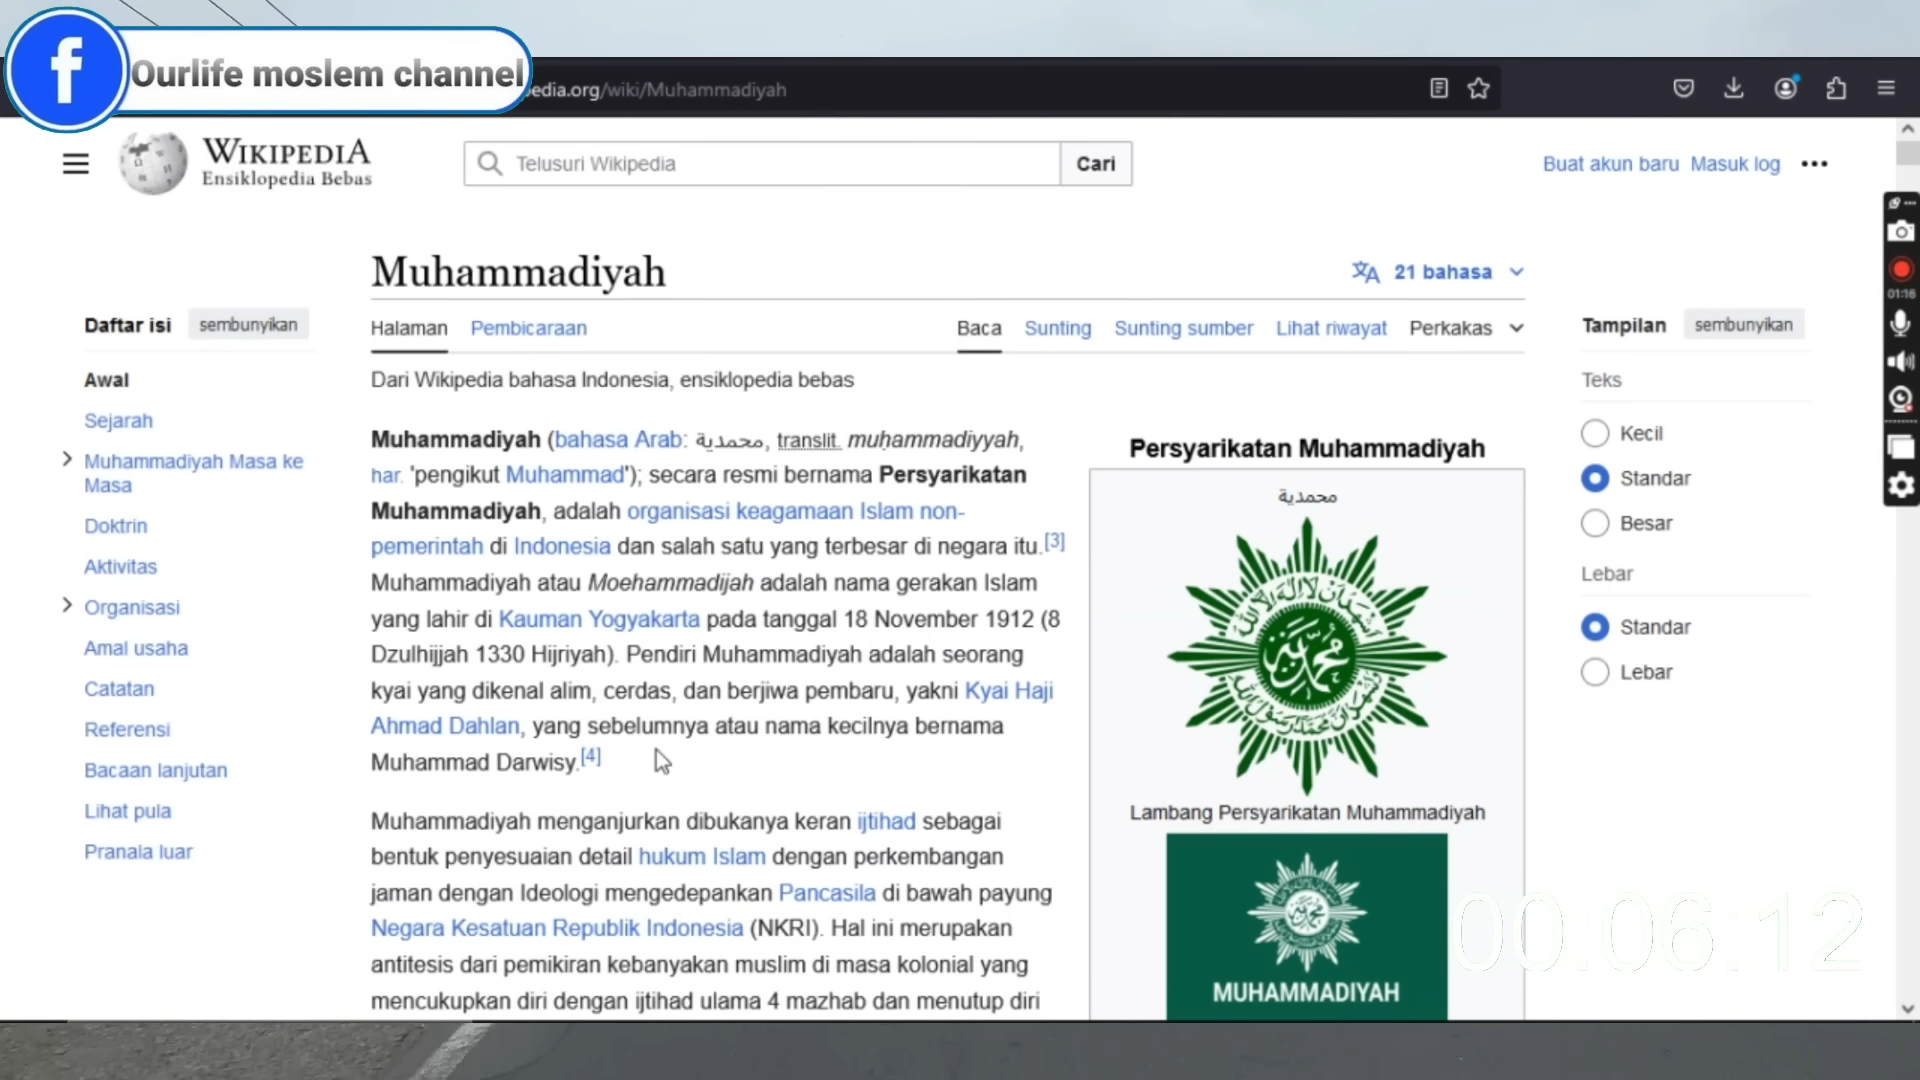 Ourlife moslem channel
pedia.org/wiki/Muhammadiyah
WIKIPEDIA
Ensiklopedia Bebas
Telusuri Wikipedia
Cari
Buat akun baru Masuk log
Muhammadiyah
21 bahasa
Daftar isi sembunyikan
Halaman Pembicaraan Baca Sunting Sunting sumber Lihat riwayat Perkakas
Tampilan sembunyikan
Awal
Sejarah
Muhammadiyah Masa ke
Masa
Doktrin
Aktivitas
Organisasi
Amal usaha
Catatan
Referensi
Bacaan lanjutan
Lihat pula
Pranala luar
Dari Wikipedia bahasa Indonesia, ensiklopedia bebas
Muhammadiyah (bahasa Arab: محمدية, translit. muḥammadiyyah,
har. 'pengikut Muhammad'); secara resmi bernama Persyarikatan
Muhammadiyah, adalah organisasi keagamaan Islam non-
pemerintah di Indonesia dan salah satu yang terbesar di negara itu.[3]
Muhammadiyah atau Moehammadijah adalah nama gerakan Islam
yang lahir di Kauman Yogyakarta pada tanggal 18 November 1912 (8
Dzulhijjah 1330 Hijriyah). Pendiri Muhammadiyah adalah seorang
kyai yang dikenal alim, cerdas, dan berjiwa pembaru, yakni Kyai Haji
Ahmad Dahlan, yang sebelumnya atau nama kecilnya bernama
Muhammad Darwisy.[4]
Muhammadiyah menganjurkan dibukanya keran ijtihad sebagai
bentuk penyesuaian detail hukum Islam dengan perkembangan
jaman dengan Ideologi mengedepankan Pancasila di bawah payung
Negara Kesatuan Republik Indonesia (NKRI). Hal ini merupakan
antitesis dari pemikiran kebanyakan muslim di masa kolonial yang
mencukupkan diri dengan ijtihad ulama 4 mazhab dan menutup diri
Persyarikatan Muhammadiyah
محمدية
Lambang Persyarikatan Muhammadiyah
MUHAMMADIYAH
Teks
Kecil
Standar
Besar
Lebar
Standar
Lebar
01:16
00:06:12